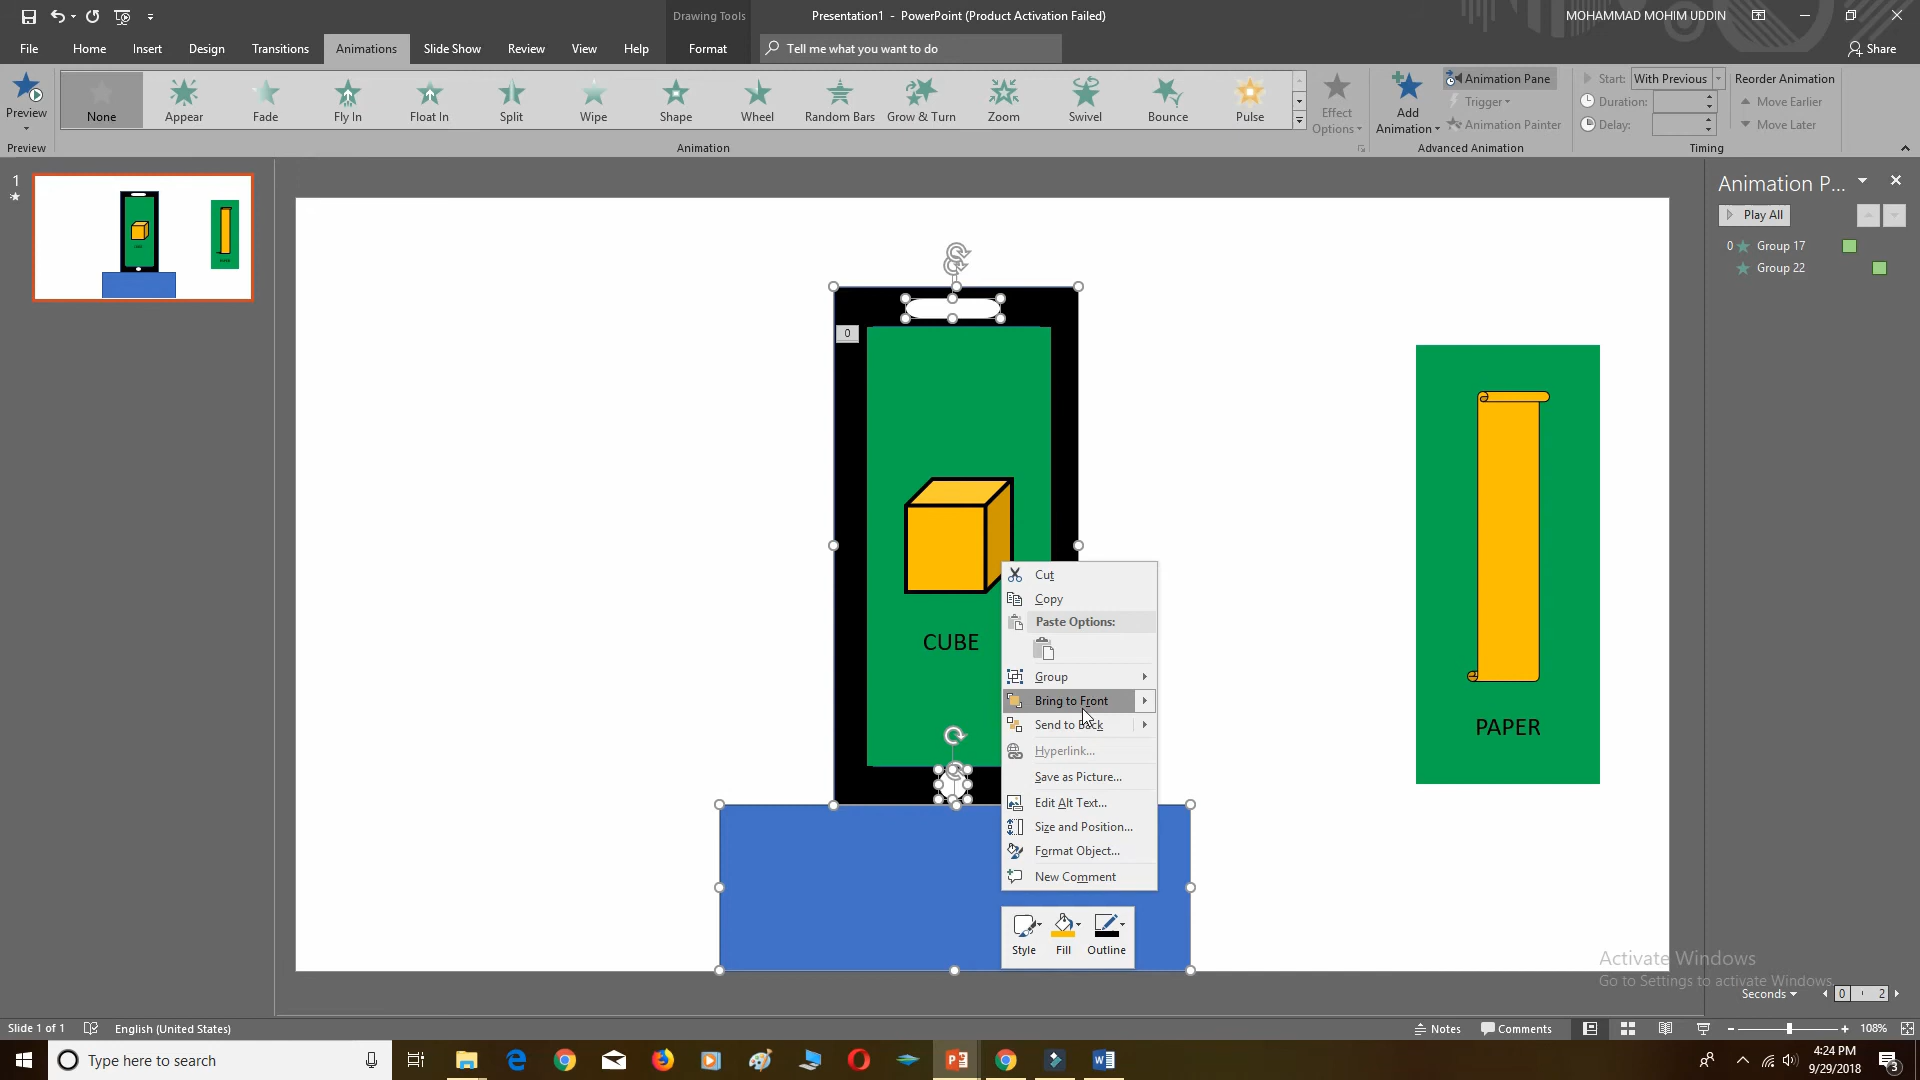 Drawing Tools
Presentation1 - PowerPoint (Product Activation Failed)
MOHAMMAD MOHIM UDDIN
File Home Insert Design Transitions Animations Slide Show Review View Help Format Tell me what you want to do Share
Preview
None Appear Fade Fly In Float In Split Wipe Shape Wheel Random Bars Grow & Turn Zoom Swivel Bounce Pulse
Effect
Options
Add
Animation
Animation Pane
Trigger
Animation Painter
Start: With Previous
Duration:
Delay:
Reorder Animation
Move Earlier
Move Later
Preview
Animation
Advanced Animation
Timing
1
Animation P...
Play All
0 Group 17
Group 22
0
CUBE
PAPER
Cut
Copy
Paste Options:
Group
Bring to Front
Send to Back
Hyperlink...
Save as Picture...
Edit Alt Text...
Size and Position...
Format Object...
New Comment
Style Fill Outline
CUBE
PAPER
Activate Windows
Go to Settings to activate Windows.
Seconds 0 2
Slide 1 of 1 English (United States)
Notes Comments 108%
Type here to search
4:24 PM
9/29/2018
3